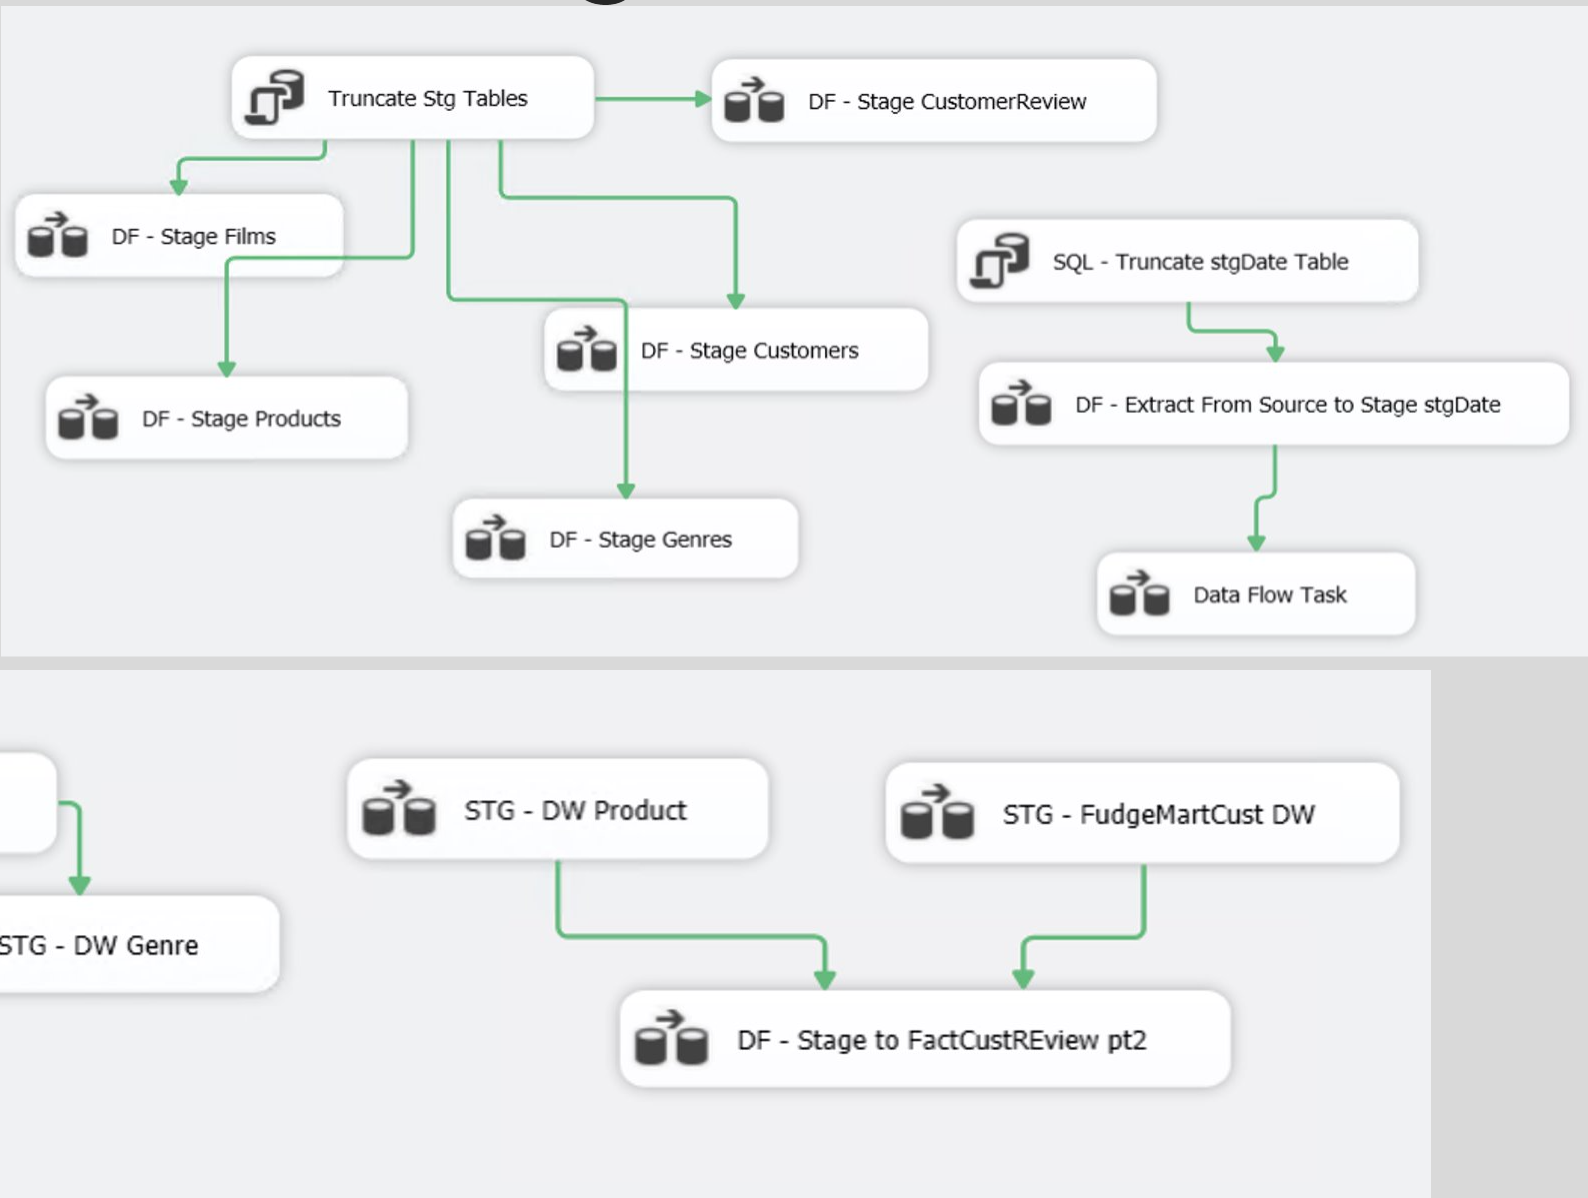 Truncate Stg Tables
DF - Stage CustomerReview
DF - Stage Films
SQL - Truncate stgDate Table
DF - Stage Customers
DF - Extract From Source to Stage stgDate
DF - Stage Products
DF - Stage Genres
Data Flow Task
STG - DW Product
STG - FudgeMartCust DW
STG - DW Genre
DF - Stage to FactCustREview pt2